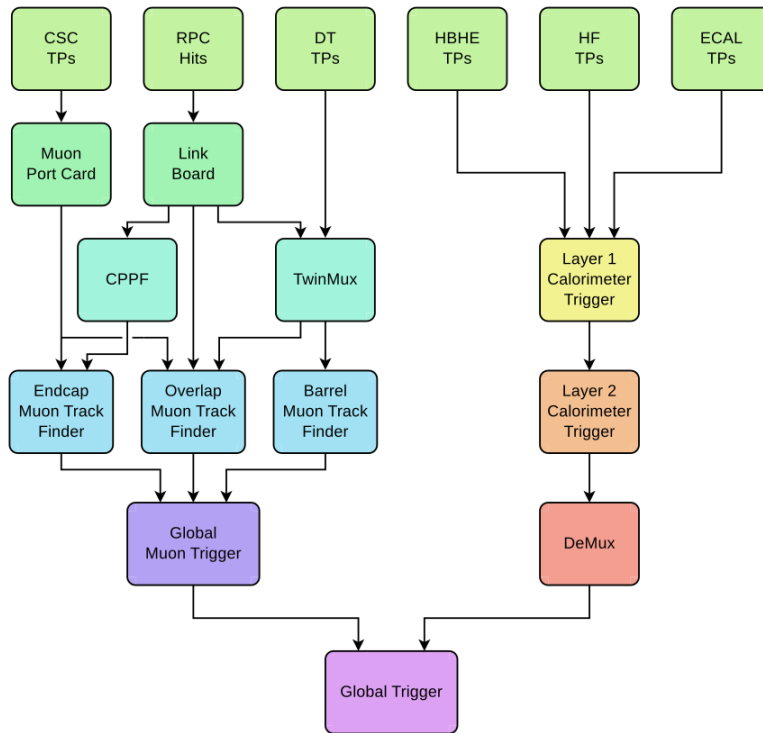 CSC
TPs
RPC
Hits
DT
TPs
HBHE
TPs
HF
TPs
ECAL
TPs
Muon
Port Card
Link
Board
CPPF
TwinMux
Layer 1
Calorimeter
Trigger
Endcap
Muon Track
Finder
Overlap
Muon Track
Finder
Barrel
Muon Track
Finder
Layer 2
Calorimeter
Trigger
Global
Muon Trigger
DeMux
Global Trigger